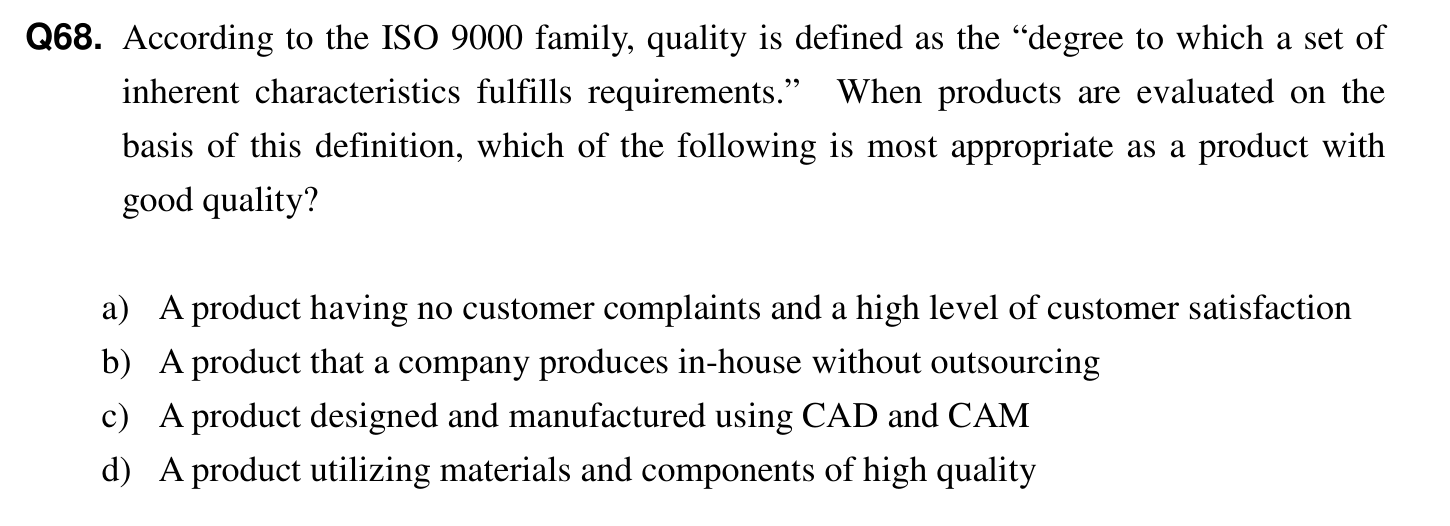 Q68. According to the ISO 9000 family, quality is defined as the “degree to which a set of
inherent characteristics fulfills requirements.” When products are evaluated on the
basis of this definition, which of the following is most appropriate as a product with
good quality?
a) A product having no customer complaints and a high level of customer satisfaction
b) A product that a company produces in-house without outsourcing
c) A product designed and manufactured using CAD and CAM
d) A product utilizing materials and components of high quality